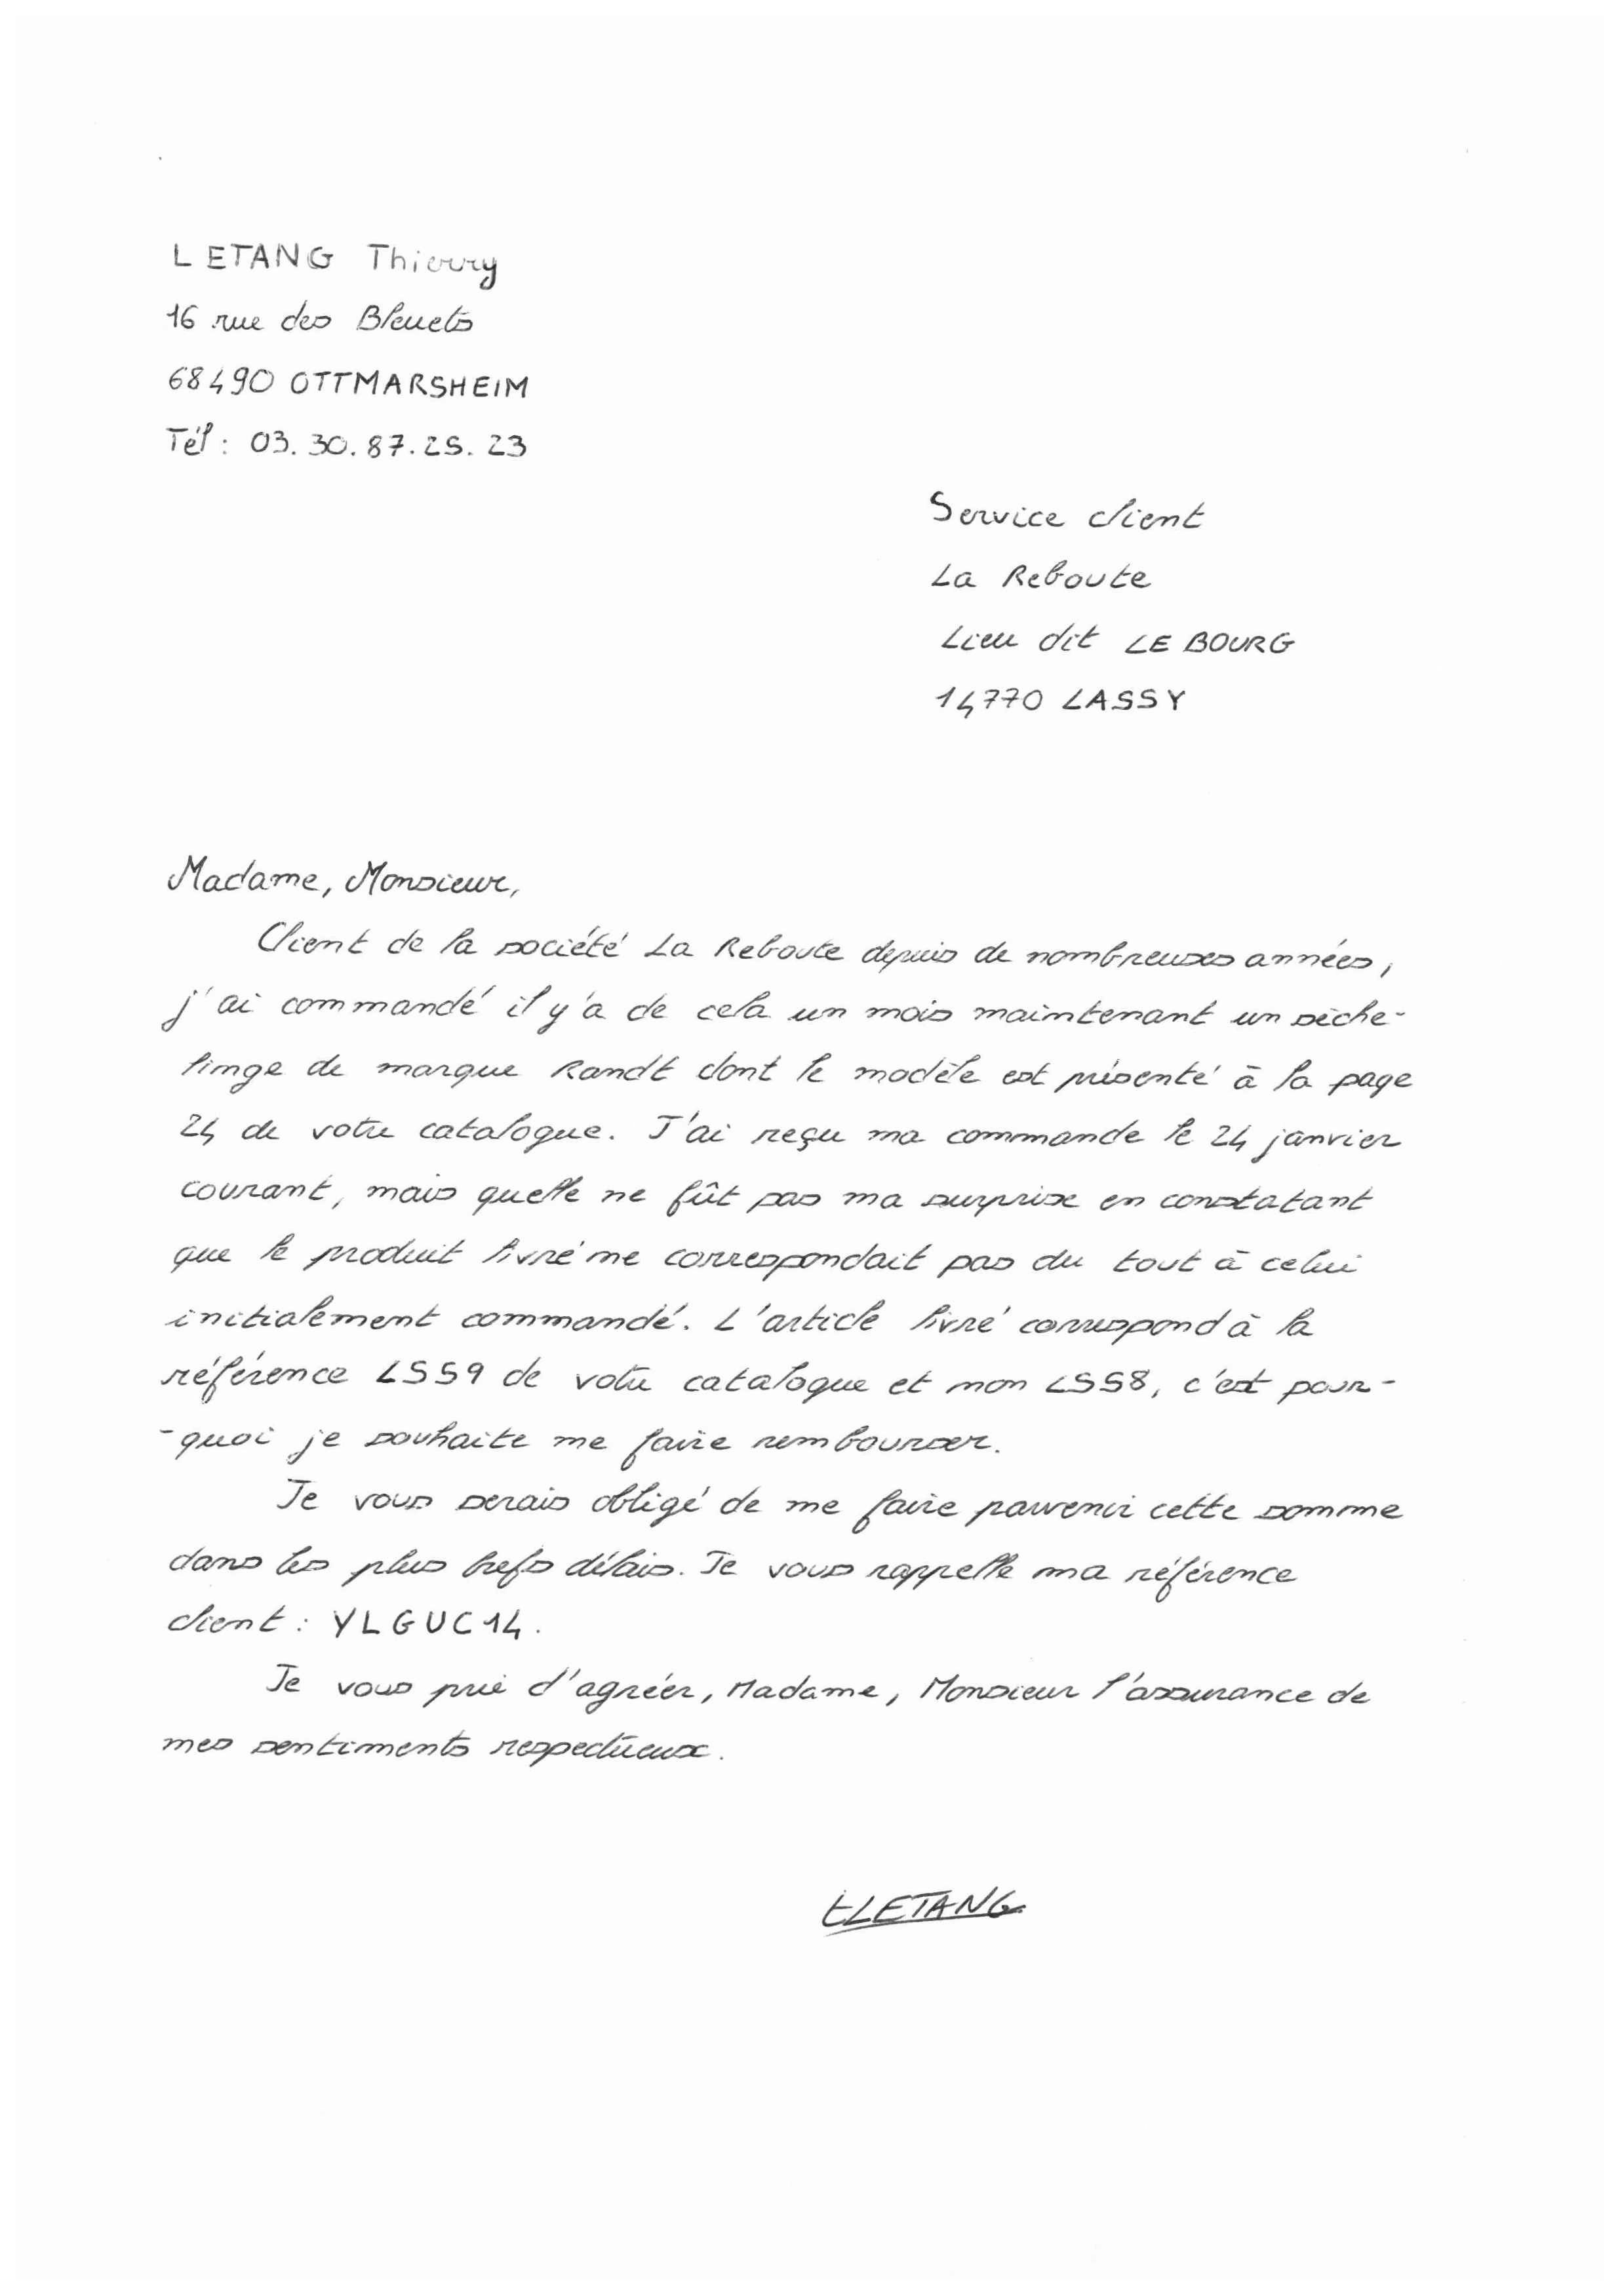 LETANG Thierry
16 rue des Bleuets
68490 OTTMARSHEIM
Tél : 03. 30. 87. 25. 23
Service client
La Reboute
Lieu dit LE BOURG
14770 LASSY
Madame, Monsieur,
Client de la société La Reboute depuis de nombreuses années,
j'ai commandé il y'a de cela un mois maintenant un sèche-
linge de marque Randt dont le modèle est présenté à la page
24 de votre catalogue. J'ai reçu ma commande le 24 janvier
courant, mais quelle ne fût pas ma surprise en constatant
que le produit livré ne correspondait pas du tout à celui
initialement commandé. L'article livré correspond à la
référence LSS9 de votre catalogue et non LSS8, c'est pour-
-quoi je souhaite me faire rembourser.
Je vous serais obligé de me faire parvenir cette somme
dans les plus brefs délais. Je vous rappelle ma référence
client : YLGUC14.
Je vous prie d'agréer, Madame, Monsieur l'assurance de
mes sentiments respectueux.
tLETANG